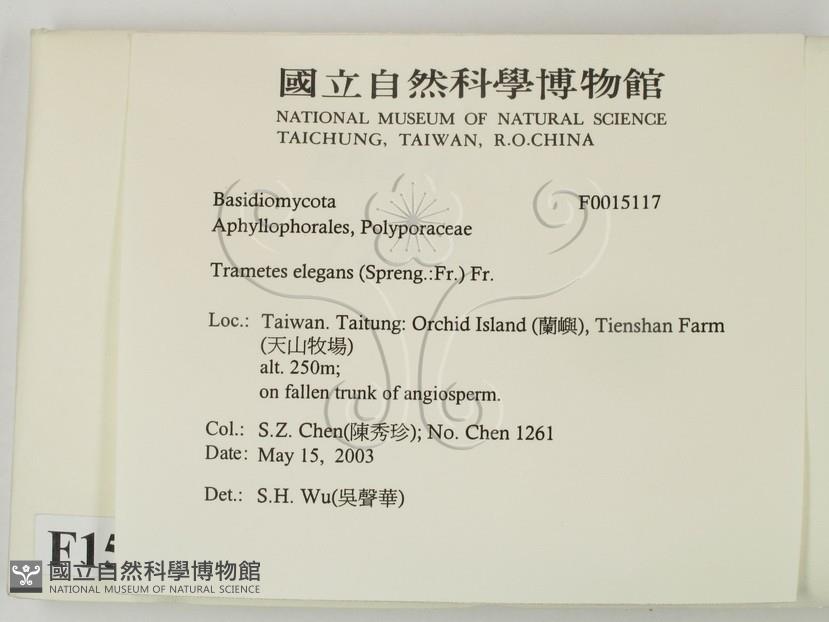 國立自然科學博物館
NATIONAL MUSEUM OF NATURAL SCIENCE
TAICHUNG, TAIWAN, R.O.CHINA
Basidiomycota F0015117
Aphyllophorales, Polyporaceae
Trametes elegans (Spreng.:Fr.) Fr.
Loc.: Taiwan. Taitung: Orchid Island (蘭嶼), Tienshan Farm
(天山牧場)
alt. 250m;
on fallen trunk of angiosperm.
Col.: S.Z. Chen(陳秀珍); No. Chen 1261
Date: May 15, 2003
Det.: S.H. Wu(吳聲華)
F15
國立自然科學博物館
NATIONAL MUSEUM OF NATURAL SCIENCE